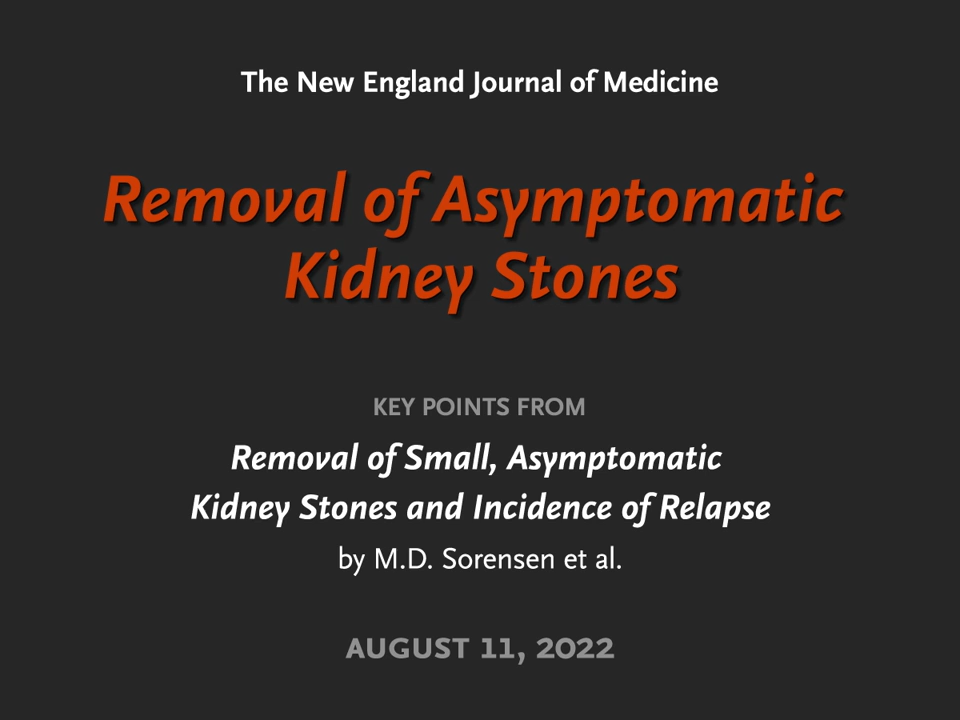 The New England Journal of Medicine
Removal of Asymptomatic
Kidney Stones
KEY POINTS FROM
Removal of Small, Asymptomatic
Kidney Stones and Incidence of Relapse
by M.D. Sorensen et al.
AUGUST 11, 2022